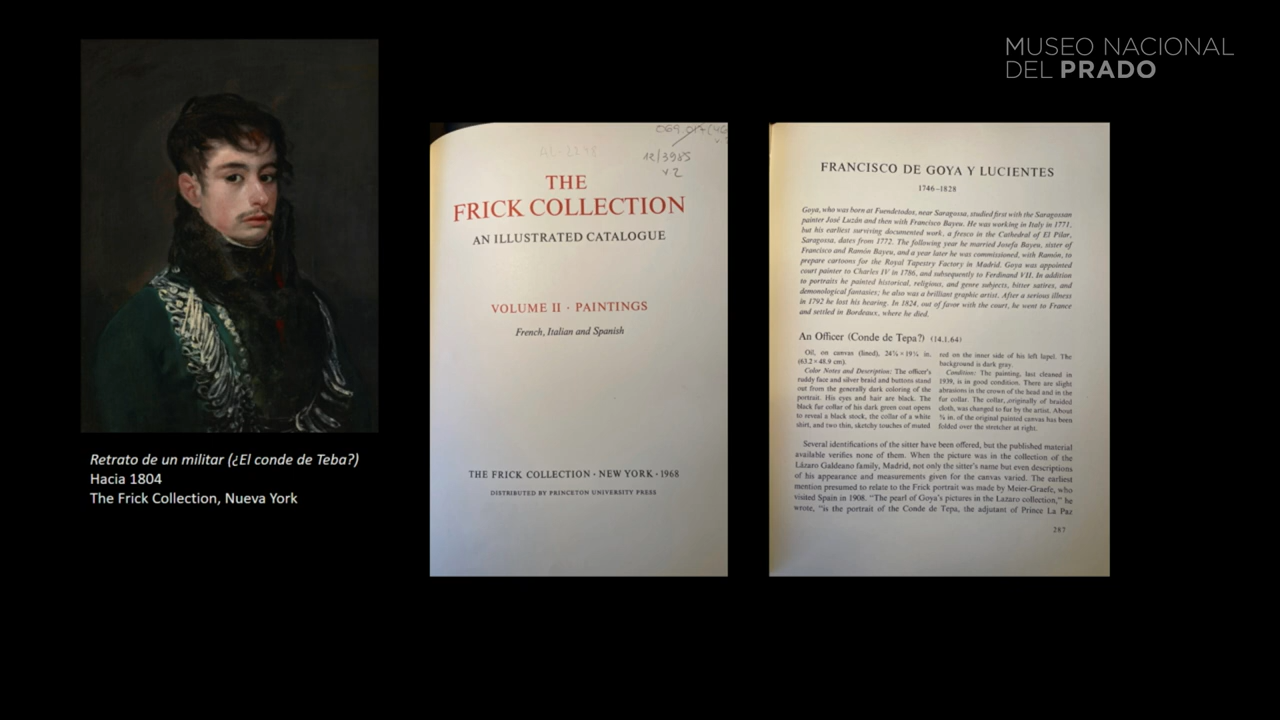 MUSEO NACIONAL
DEL PRADO
Retrato de un militar (¿El conde de Teba?)
Hacia 1804
The Frick Collection, Nueva York
12/3985
v.2
THE
FRICK COLLECTION
AN ILLUSTRATED CATALOGUE
VOLUME II · PAINTINGS
French, Italian and Spanish
THE FRICK COLLECTION · NEW YORK · 1968
DISTRIBUTED BY PRINCETON UNIVERSITY PRESS
FRANCISCO DE GOYA Y LUCIENTES
1746–1828
Goya, who was born at Fuendetodos, near Saragossa, studied first with the Saragossan
painter José Luzán and then with Francisco Bayeu. He was working in Italy in 1771,
but his earliest surviving documented work, a fresco in the Cathedral of El Pilar,
Saragossa, dates from 1772. The following year he married Josefa Bayeu, sister of
Francisco and Ramón Bayeu, and a year later he was commissioned, with Ramón, to
prepare cartoons for the Royal Tapestry Factory in Madrid. Goya was appointed
court painter to Charles IV in 1786, and subsequently to Ferdinand VII. In addition
to portraits he painted historical, religious, and genre subjects, bitter satires, and
demonological fantasies; he also was a brilliant graphic artist. After a serious illness
in 1792 he lost his hearing. In 1824, out of favor with the court, he went to France
and settled in Bordeaux, where he died.
An Officer (Conde de Tepa?) (14.1.64)
Oil, on canvas (lined), 24⅞ × 19¼ in.
(63.2 × 48.9 cm).
Color Notes and Description: The officer's
ruddy face and silver braid and buttons stand
out from the generally dark coloring of the
portrait. His eyes and hair are black. The
black fur collar of his dark green coat opens
to reveal a black stock, the collar of a white
shirt, and two thin, sketchy touches of muted
red on the inner side of his left lapel. The
background is dark gray.
Condition: The painting, last cleaned in
1939, is in good condition. There are slight
abrasions in the crown of the head and in the
fur collar. The collar, originally of braided
cloth, was changed to fur by the artist. About
¾ in. of the original painted canvas has been
folded over the stretcher at right.
Several identifications of the sitter have been offered, but the published material
available verifies none of them. When the picture was in the collection of the
Lázaro Galdeano family, Madrid, not only the sitter's name but even descriptions
of his appearance and measurements given for the canvas varied. The earliest
mention presumed to relate to the Frick portrait was made by Meier-Graefe, who
visited Spain in 1908. "The pearl of Goya's pictures in the Lazaro collection," he
wrote, "is the portrait of the Conde de Tepa, the adjutant of Prince La Paz
287